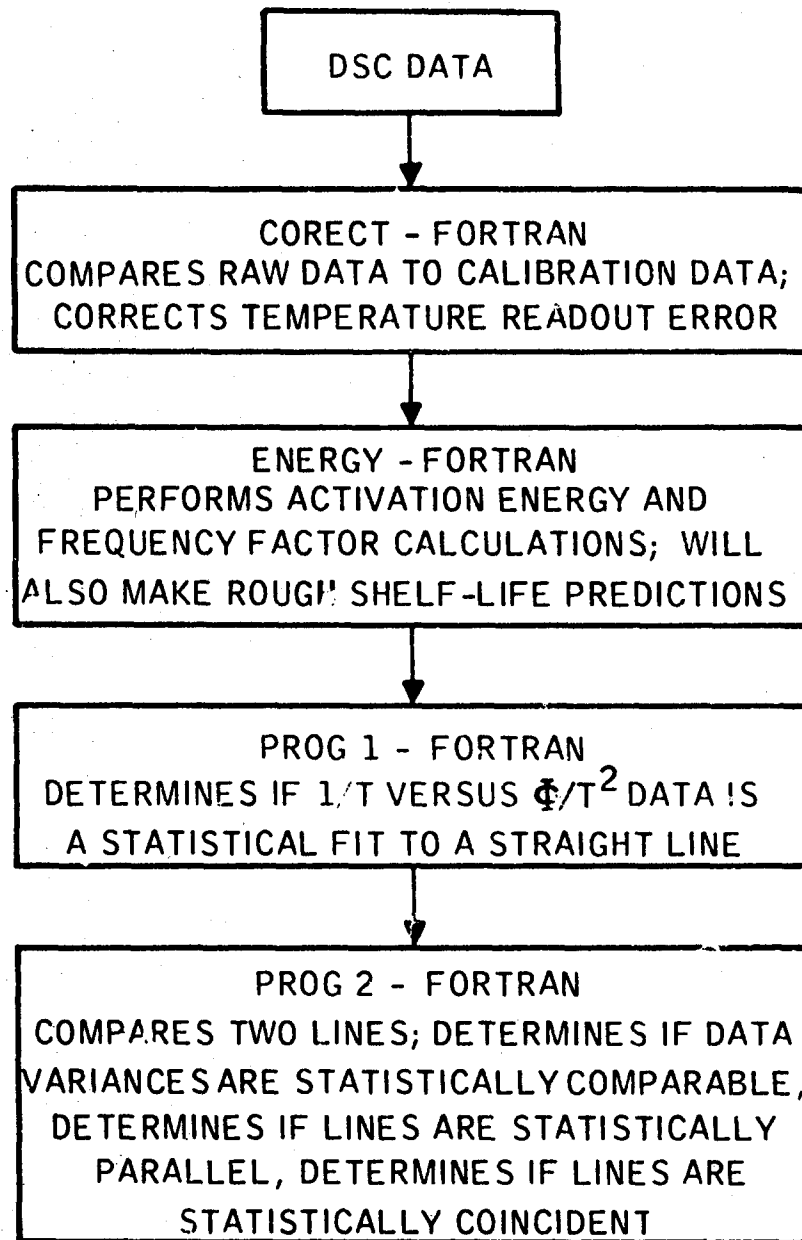 DSC DATA
CORECT - FORTRAN
COMPARES RAW DATA TO CALIBRATION DATA;
CORRECTS TEMPERATURE READOUT ERROR
ENERGY - FORTRAN
PERFORMS ACTIVATION ENERGY AND
FREQUENCY FACTOR CALCULATIONS; WILL
ALSO MAKE ROUGH SHELF-LIFE PREDICTIONS
PROG 1 - FORTRAN
DETERMINES IF 1/T VERSUS Φ/T² DATA IS
A STATISTICAL FIT TO A STRAIGHT LINE
PROG 2 - FORTRAN
COMPARES TWO LINES; DETERMINES IF DATA
VARIANCES ARE STATISTICALLY COMPARABLE,
DETERMINES IF LINES ARE STATISTICALLY
PARALLEL, DETERMINES IF LINES ARE
STATISTICALLY COINCIDENT